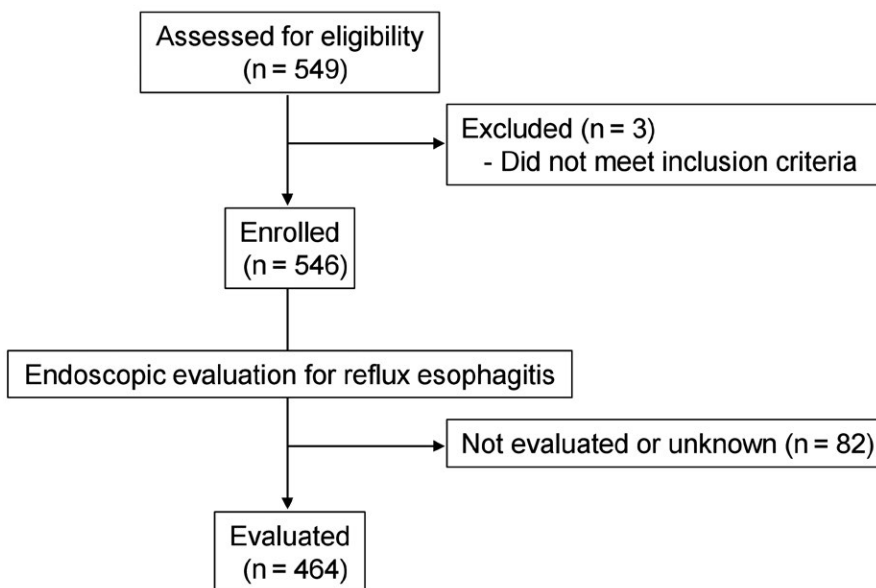 Assessed for eligibility
(n = 549)
Excluded (n = 3)
- Did not meet inclusion criteria
Enrolled
(n = 546)
Endoscopic evaluation for reflux esophagitis
Not evaluated or unknown (n = 82)
Evaluated
(n = 464)